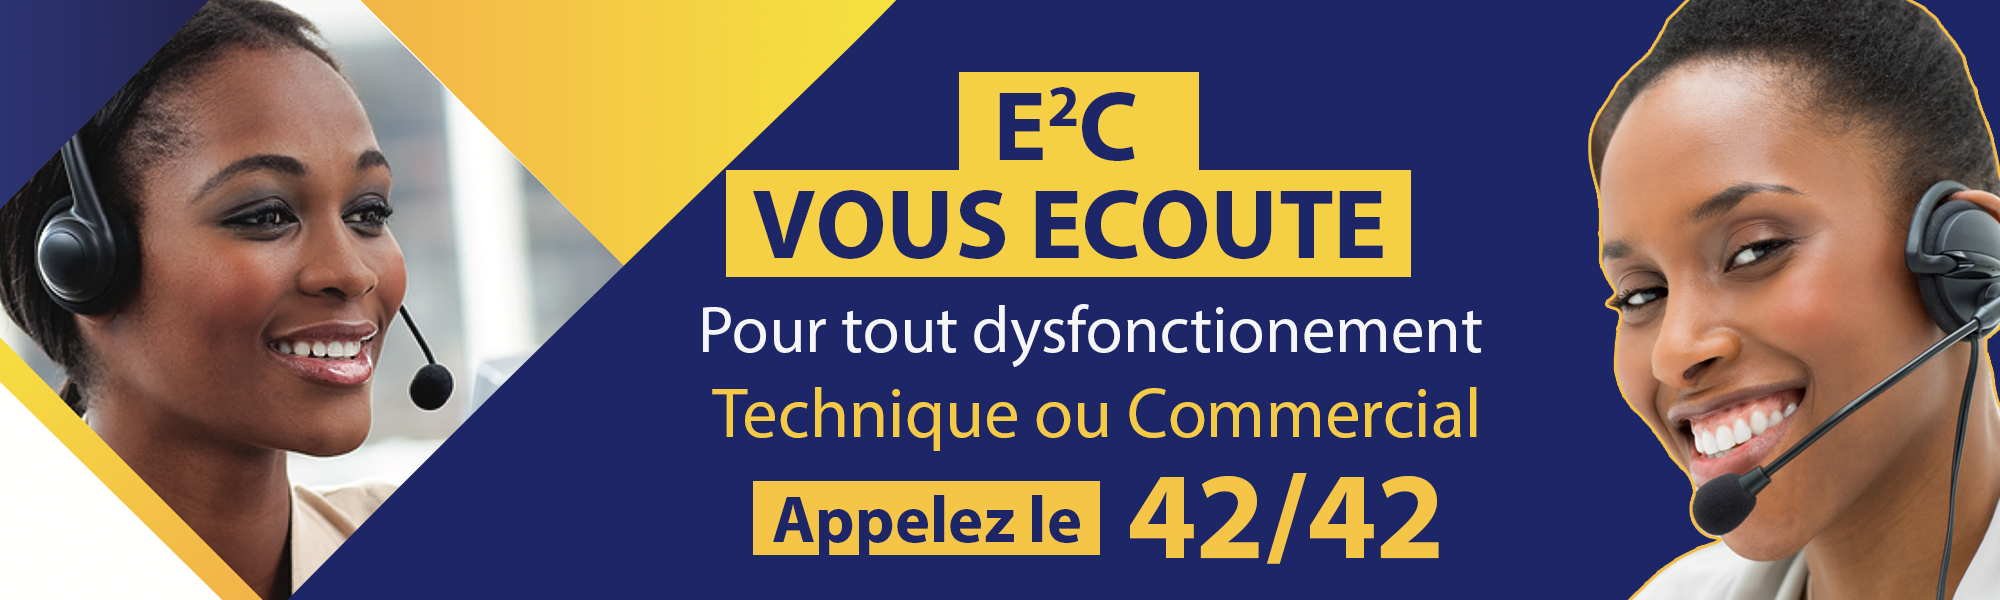 E²C
VOUS ECOUTE
Pour tout dysfonctionement
Technique ou Commercial
Appelez le 42/42